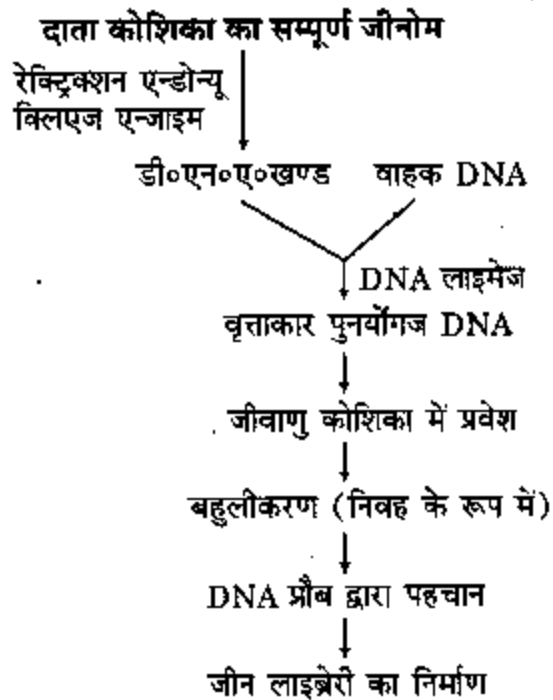 दाता कोशिका का सम्पूर्ण जीनोम
रेक्ट्रिक्शन एन्डोन्यू
क्लिएज एन्जाइम
डी०एन०ए०खण्ड वाहक DNA
DNA लाइमेज
वृत्ताकार पुनर्योगज DNA
जीवाणु कोशिका में प्रवेश
बहुलीकरण (निवह के रूप में)
DNA प्रौब द्वारा पहचान
जीन लाइब्रेरी का निर्माण